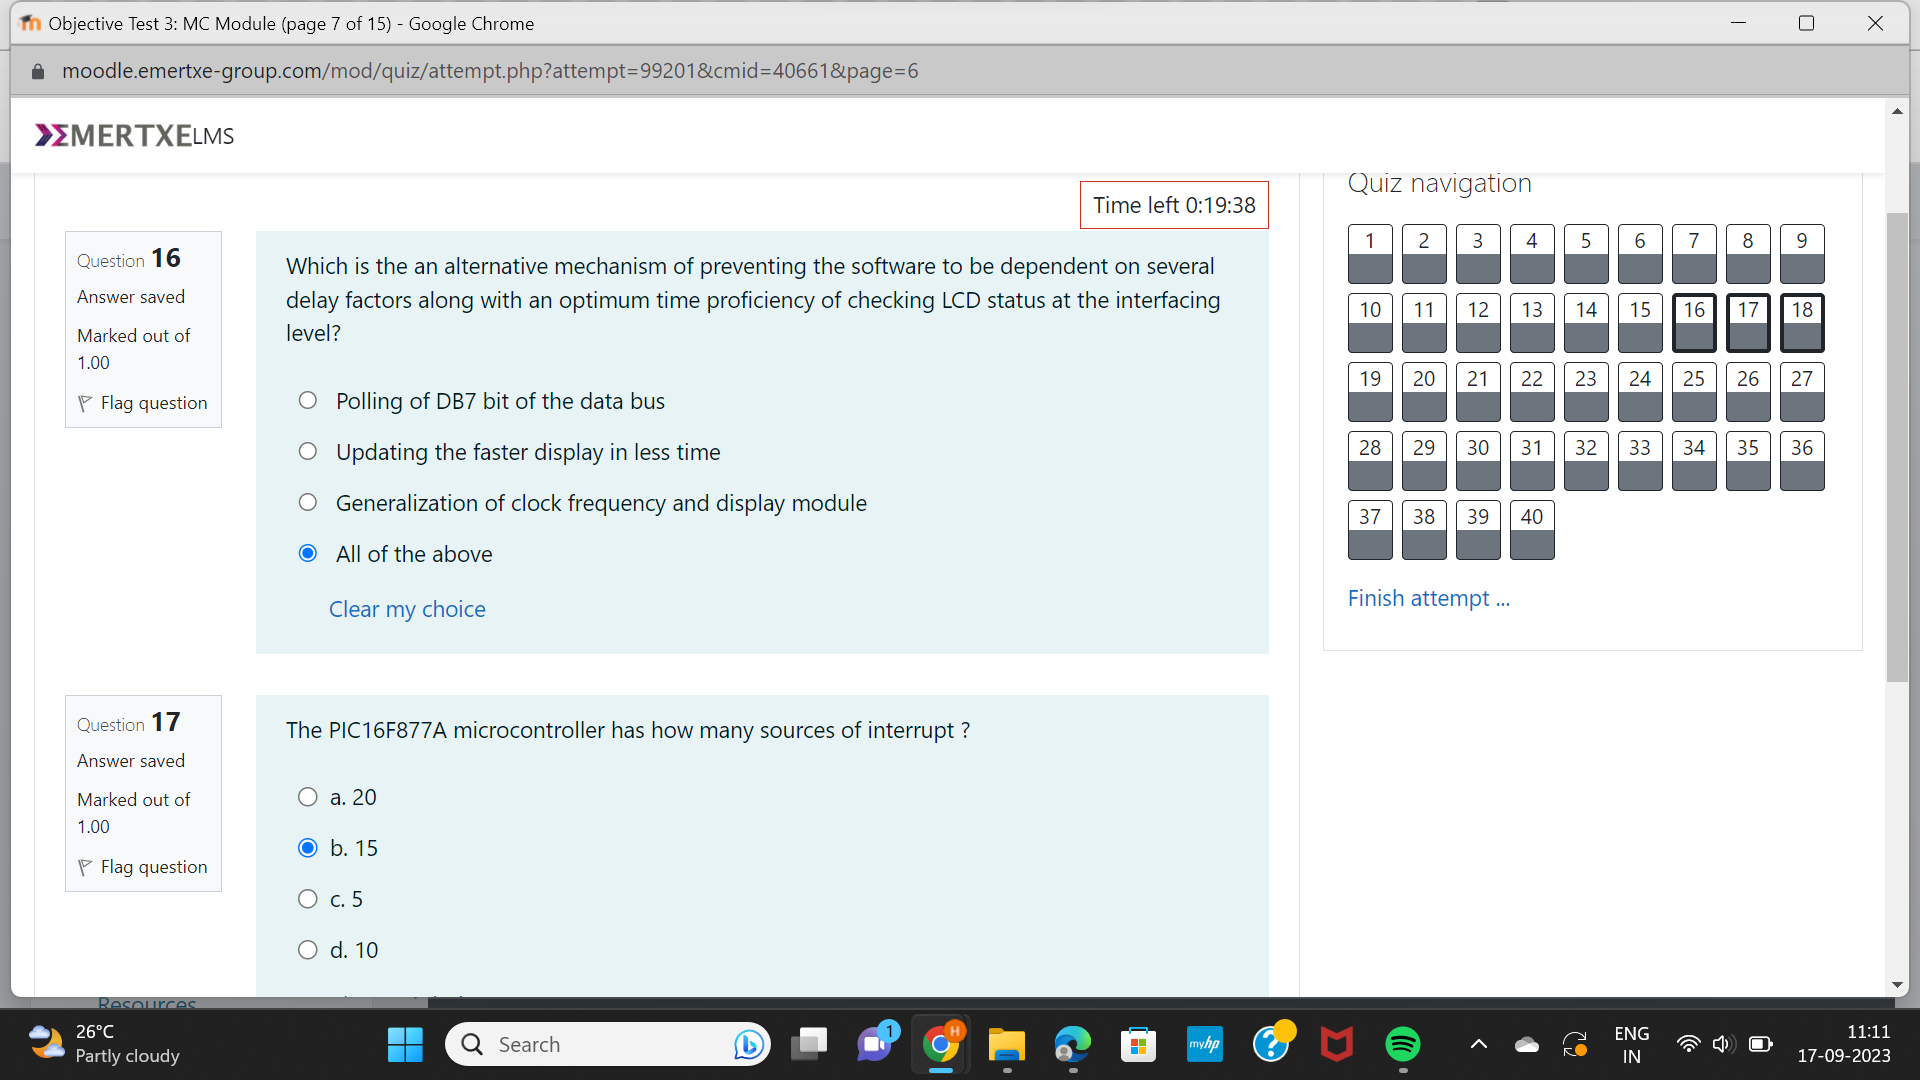 Objective Test 3: MC Module (page 7 of 15) - Google Chrome
moodle.emertxe-group.com/mod/quiz/attempt.php?attempt=99201&cmid=40661&page=6
EMERTXE LMS
Time left 0:19:38
Question 16
Answer saved
Marked out of
1.00
Flag question
Which is the an alternative mechanism of preventing the software to be dependent on several
delay factors along with an optimum time proficiency of checking LCD status at the interfacing
level?
Polling of DB7 bit of the data bus
Updating the faster display in less time
Generalization of clock frequency and display module
All of the above
Clear my choice
Question 17
Answer saved
Marked out of
1.00
Flag question
The PIC16F877A microcontroller has how many sources of interrupt ?
a. 20
b. 15
c. 5
d. 10
Quiz navigation
1 2 3 4 5 6 7 8 9
10 11 12 13 14 15 16 17 18
19 20 21 22 23 24 25 26 27
28 29 30 31 32 33 34 35 36
37 38 39 40
Finish attempt ...
Resources
26°C
Partly cloudy
Search
1
H
myhp
ENG
IN
11:11
17-09-2023